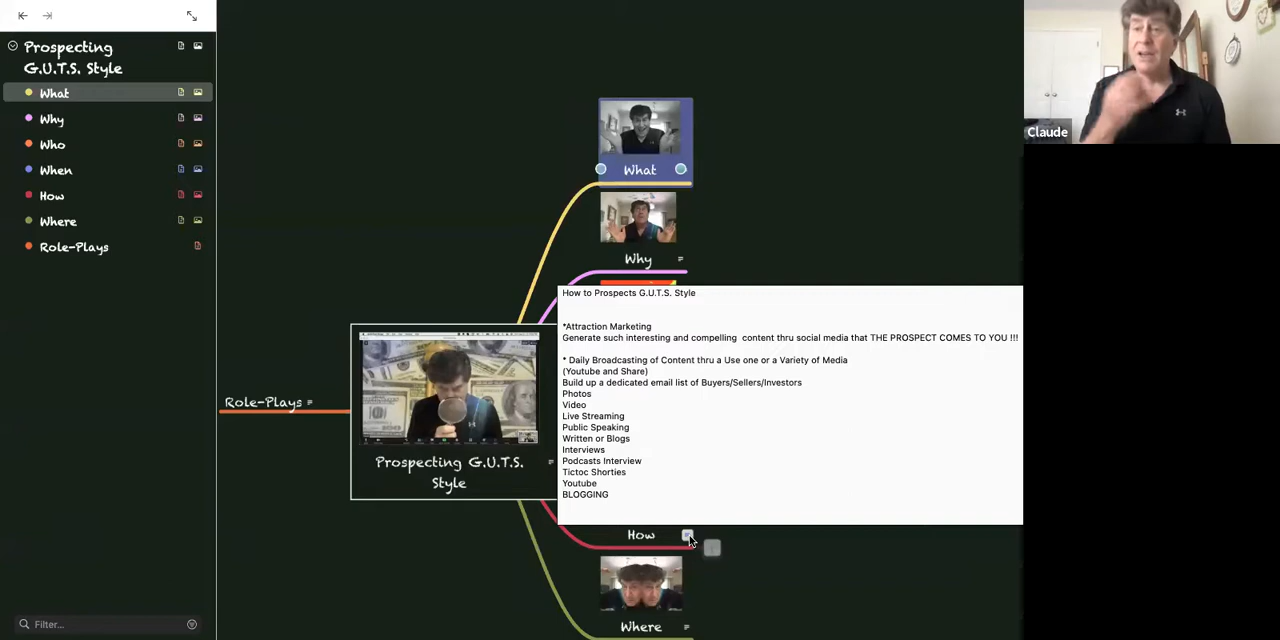 Prospecting
G.U.T.S. Style
What
Why
Who
When
How
Where
Role-Plays
Filter...
What
Why
Role-Plays
Prospecting G.U.T.S.
Style
How to Prospects G.U.T.S. Style
*Attraction Marketing
Generate such interesting and compelling  content thru social media that THE PROSPECT COMES TO YOU !!!
* Daily Broadcasting of Content thru a Use one or a Variety of Media
(Youtube and Share)
Build up a dedicated email list of Buyers/Sellers/Investors
Photos
Video
Live Streaming
Public Speaking
Written or Blogs
Interviews
Podcasts Interview
Tictoc Shorties
Youtube
BLOGGING
How
Where
Claude